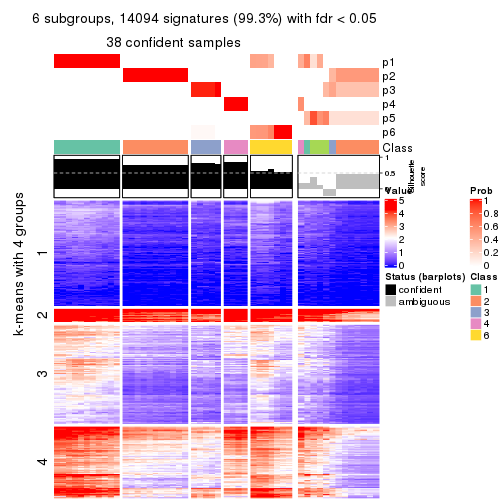 6 subgroups, 14094 signatures (99.3%) with fdr < 0.05
38 confident samples
p1
p2
p3
p4
p5
p6
Class
1
0.5
0
Silhouette
score
k-means with 4 groups
1
2
3
4
Value
5
4
3
2
1
0
Prob
1
0.8
0.6
0.4
0.2
0
Status (barplots)
confident
ambiguous
Class
1
2
3
4
6